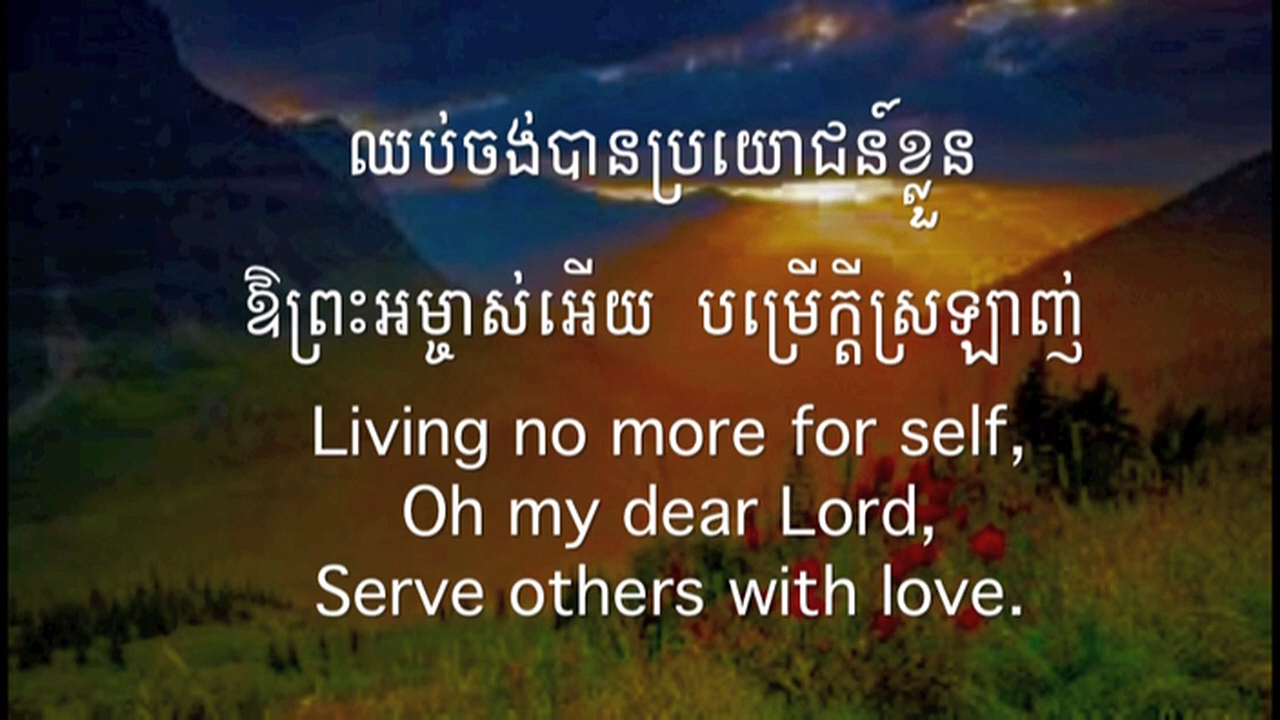 ឈប់ចង់បានប្រយោជន៍ខ្លួន
ឱព្រះអម្ចាស់អើយ បម្រើក្ដីស្រឡាញ់
Living no more for self,
Oh my dear Lord,
Serve others with love.